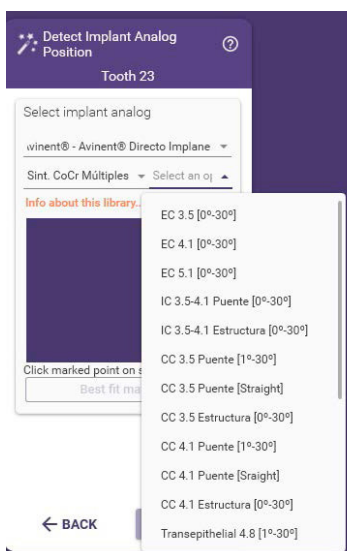 Detect Implant Analog
Position
Tooth 23
Select implant analog
vinent® - Avinent® Directo Implane
Sint. CoCr Múltiples Select an op
Info about this library..
EC 3.5 [0º-30º]
EC 4.1 [0º-30º]
EC 5.1 [0º-30º]
IC 3.5-4.1 Puente [0º-30º]
IC 3.5-4.1 Estructura [0º-30º]
CC 3.5 Puente [1º-30º]
Click marked point on s
CC 3.5 Puente [Straight]
Best fit ma
CC 3.5 Estructura [0º-30º]
CC 4.1 Puente [1º-30º]
CC 4.1 Puente [Sraight]
CC 4.1 Estructura [0º-30º]
BACK
Transepithelial 4.8 [1º-30º]